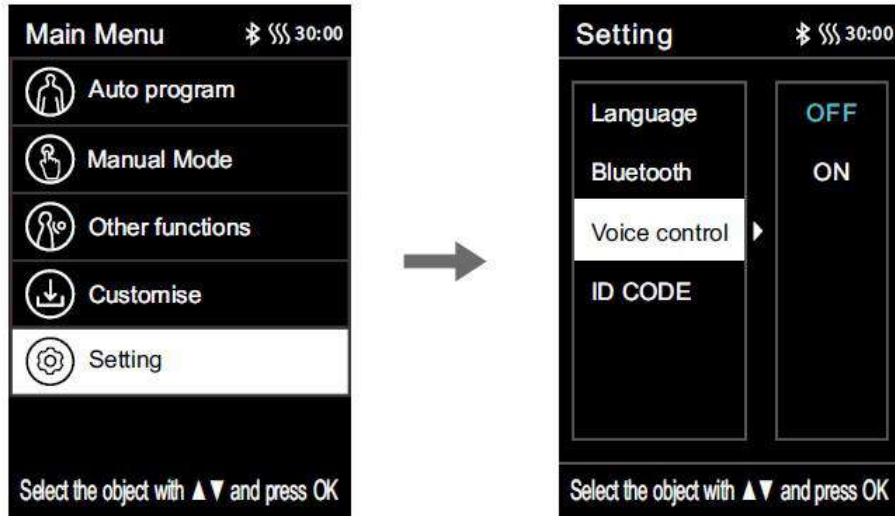 Main Menu 30:00
Auto program
Manual Mode
Other functions
Customise
Setting
Select the object with ▲▼ and press OK
Setting 30:00
Language
Bluetooth
Voice control
ID CODE
OFF
ON
Select the object with ▲▼ and press OK